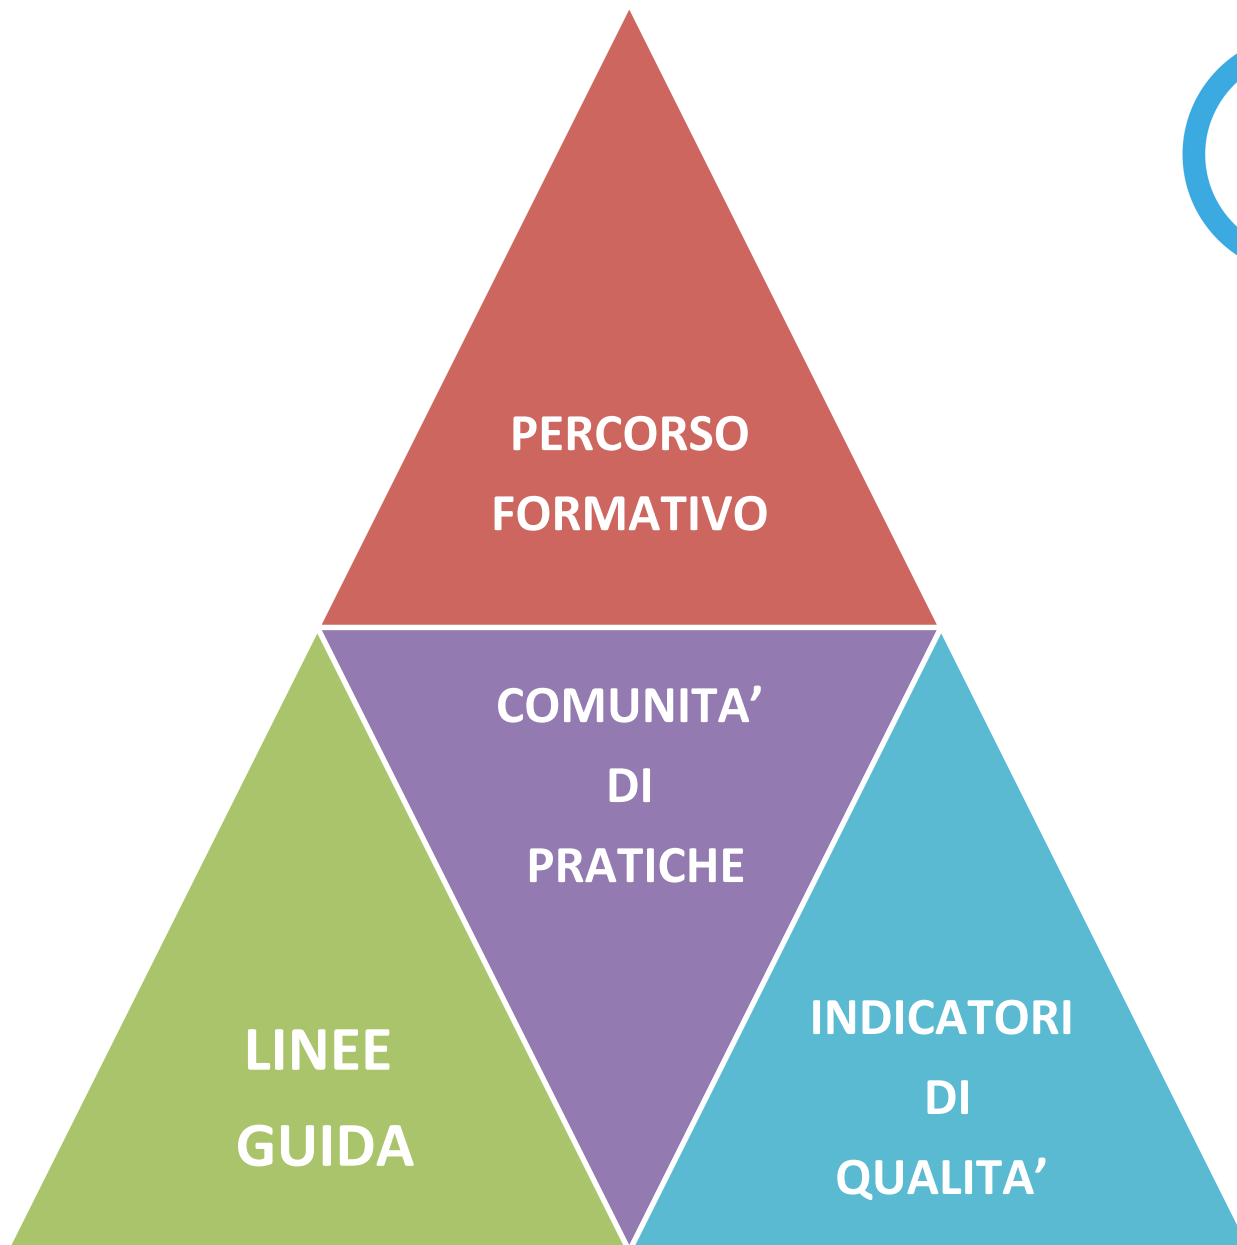 PERCORSO
FORMATIVO
COMUNITA’
DI
PRATICHE
LINEE
GUIDA
INDICATORI
DI
QUALITA’